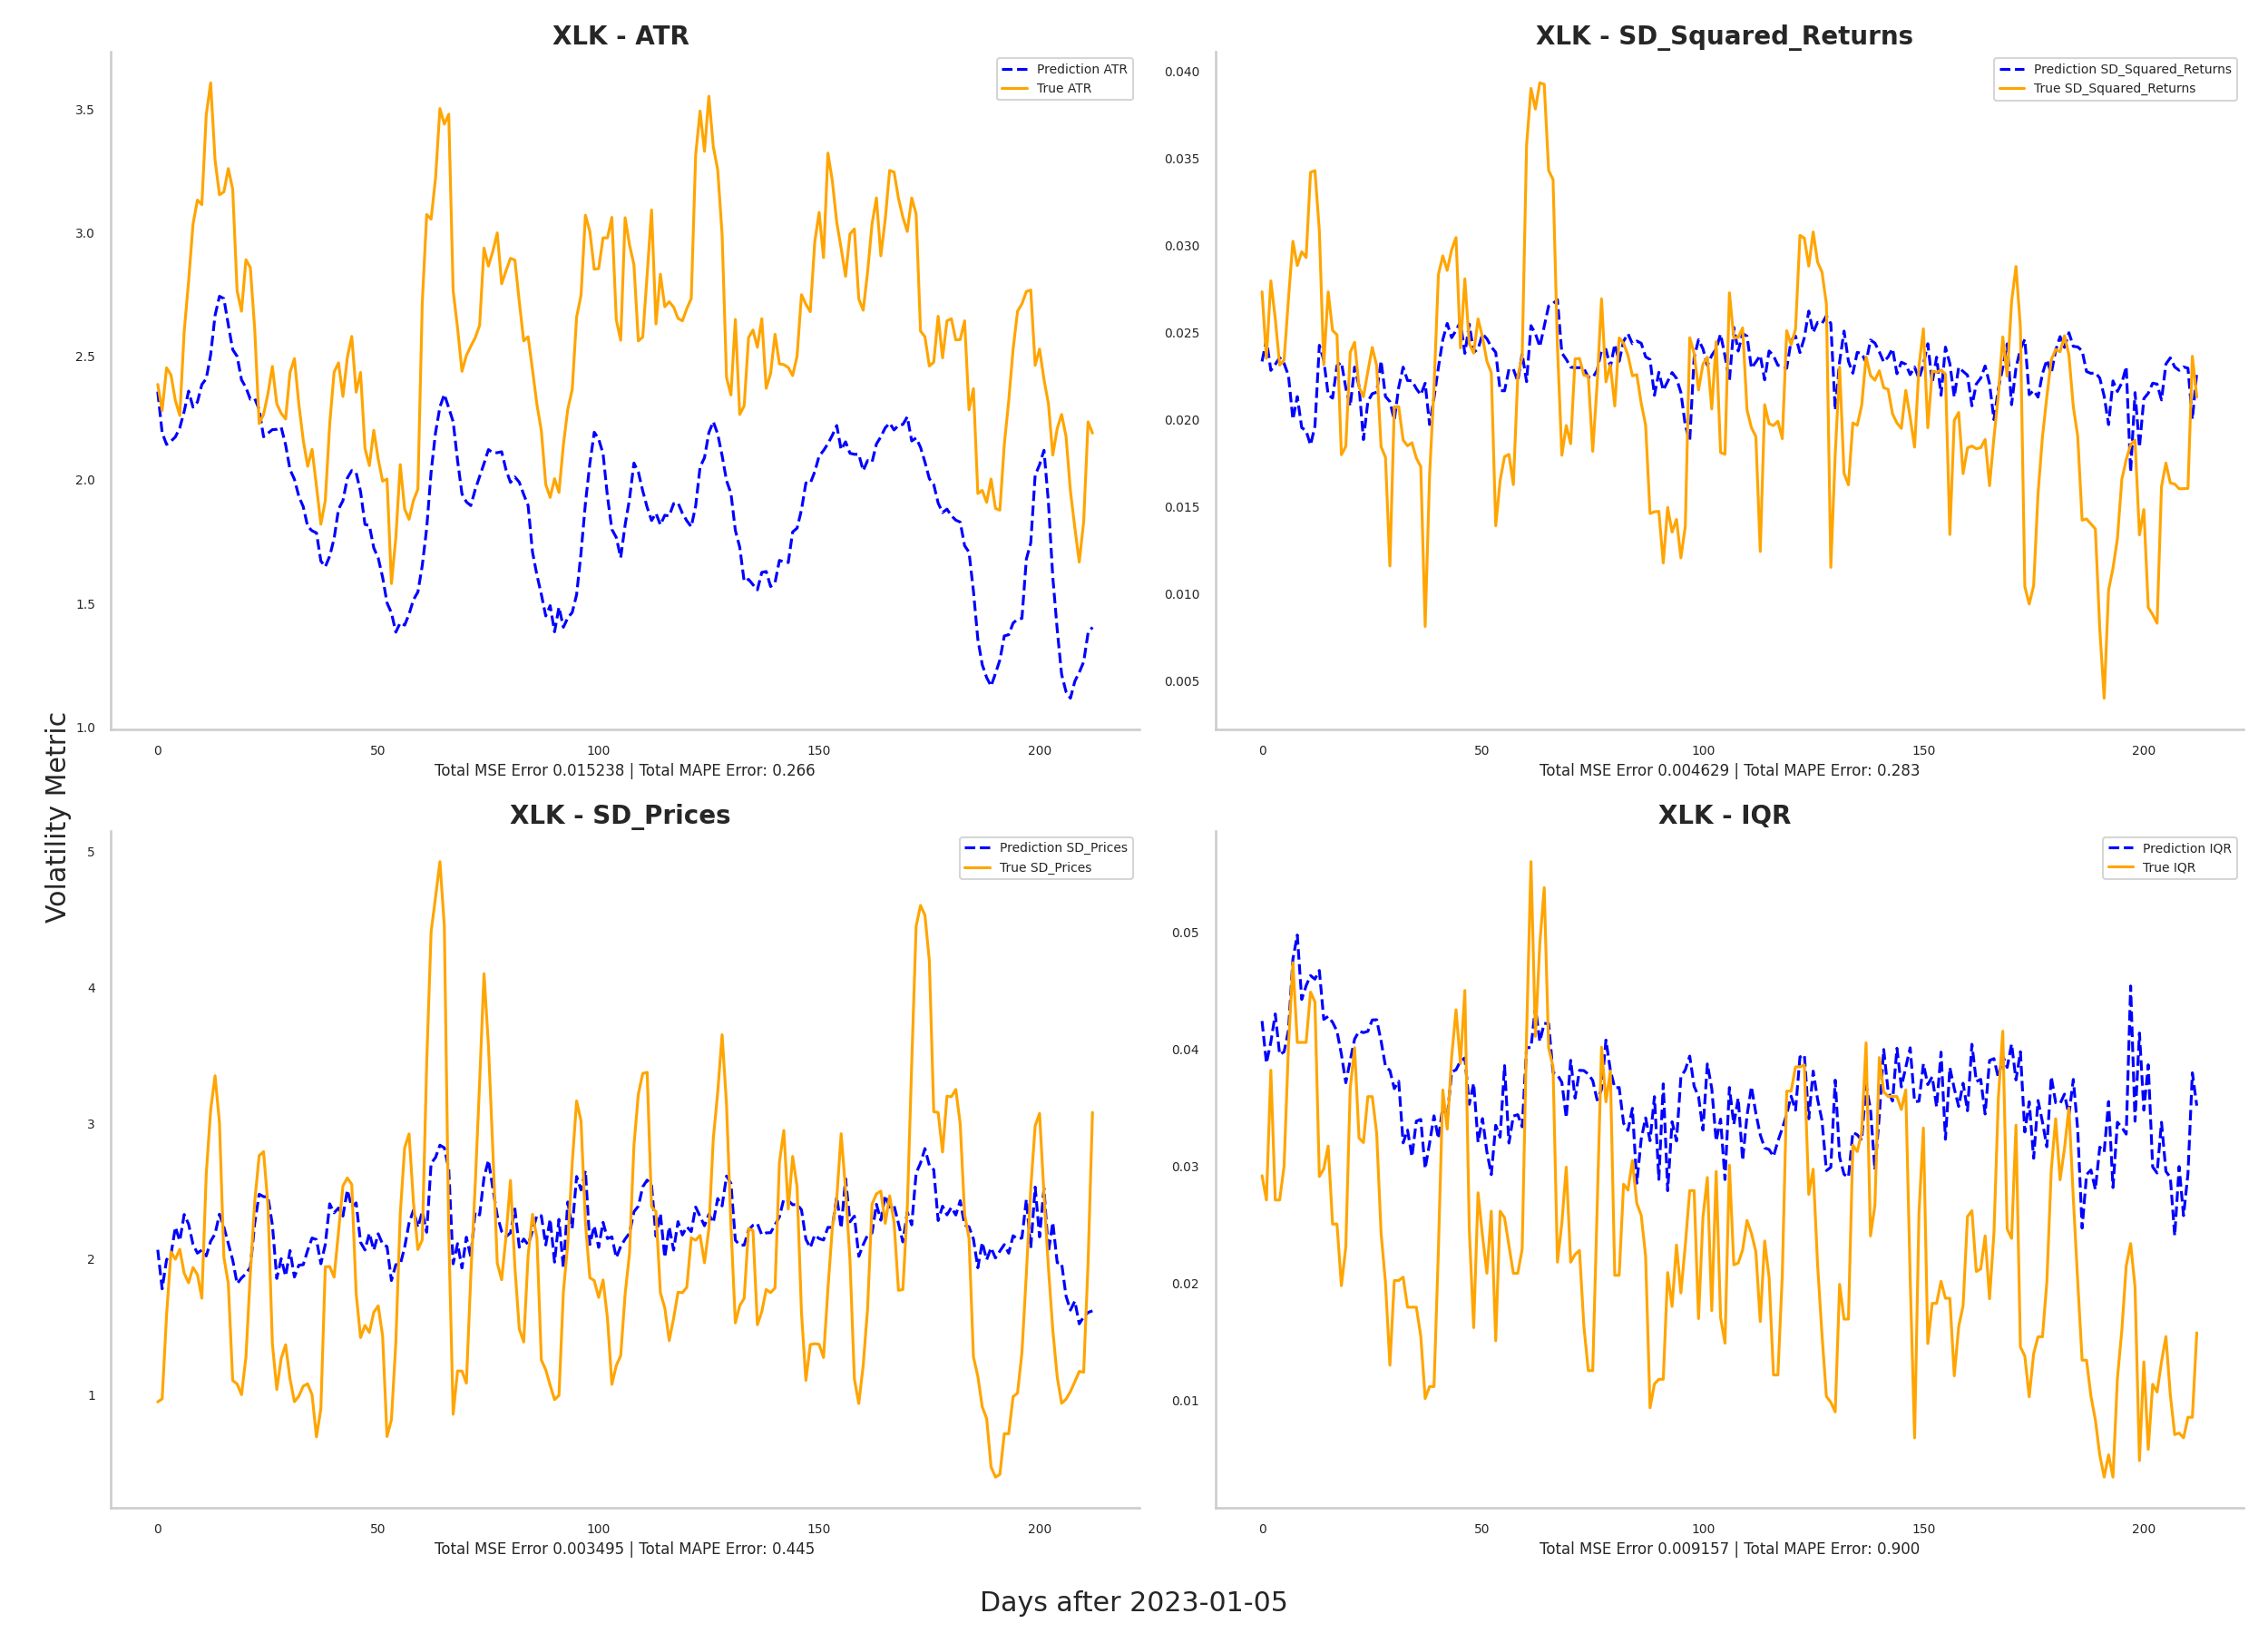 XLK - ATR
Prediction ATR
True ATR
3.5
3.0
2.5
2.0
1.5
1.0
0
50
100
150
200
Total MSE Error 0.015238 | Total MAPE Error: 0.266
XLK - SD_Squared_Returns
Prediction SD_Squared_Returns
True SD_Squared_Returns
0.040
0.035
0.030
0.025
0.020
0.015
0.010
0.005
0
50
100
150
200
Total MSE Error 0.004629 | Total MAPE Error: 0.283
Volatility Metric
XLK - SD_Prices
Prediction SD_Prices
True SD_Prices
5
4
3
2
1
0
50
100
150
200
Total MSE Error 0.003495 | Total MAPE Error: 0.445
XLK - IQR
Prediction IQR
True IQR
0.05
0.04
0.03
0.02
0.01
0
50
100
150
200
Total MSE Error 0.009157 | Total MAPE Error: 0.900
Days after 2023-01-05